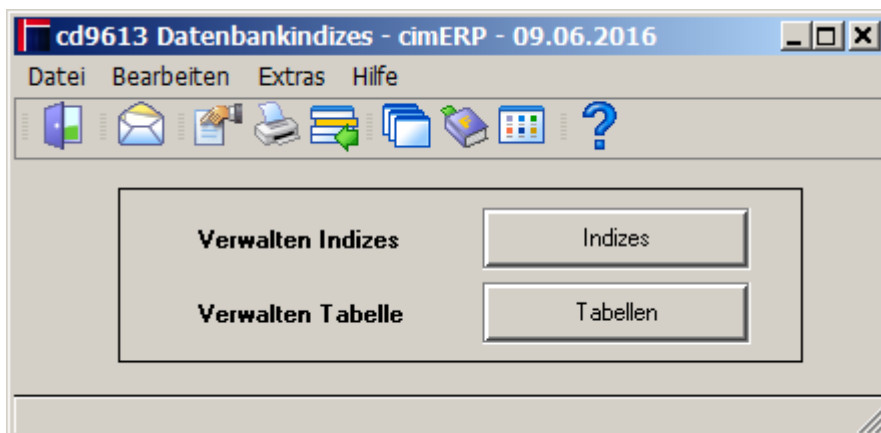 cd9613 Datenbankindizes - cimERP - 09.06.2016
Datei Bearbeiten Extras Hilfe
Verwalten Indizes Indizes
Verwalten Tabelle Tabellen